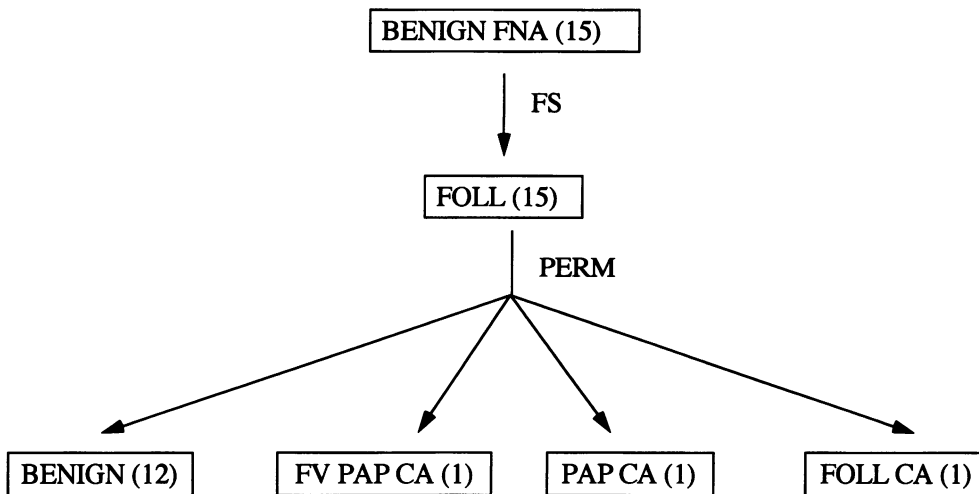 BENIGN FNA (15)
FS
FOLL (15)
PERM
BENIGN (12)
FV PAP CA (1)
PAP CA (1)
FOLL CA (1)